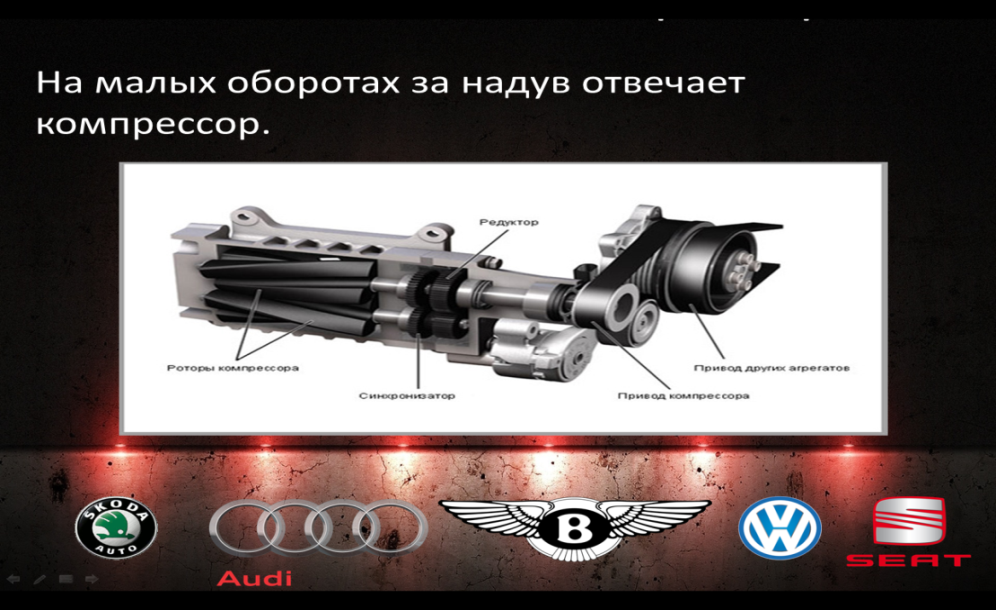 На малых оборотах за надув отвечает
компрессор.
Редуктор
Роторы компрессора
Привод других агрегатов
Синхронизатор
Привод компрессора
SKODA
AUTO
B
VW
Audi
SEAT